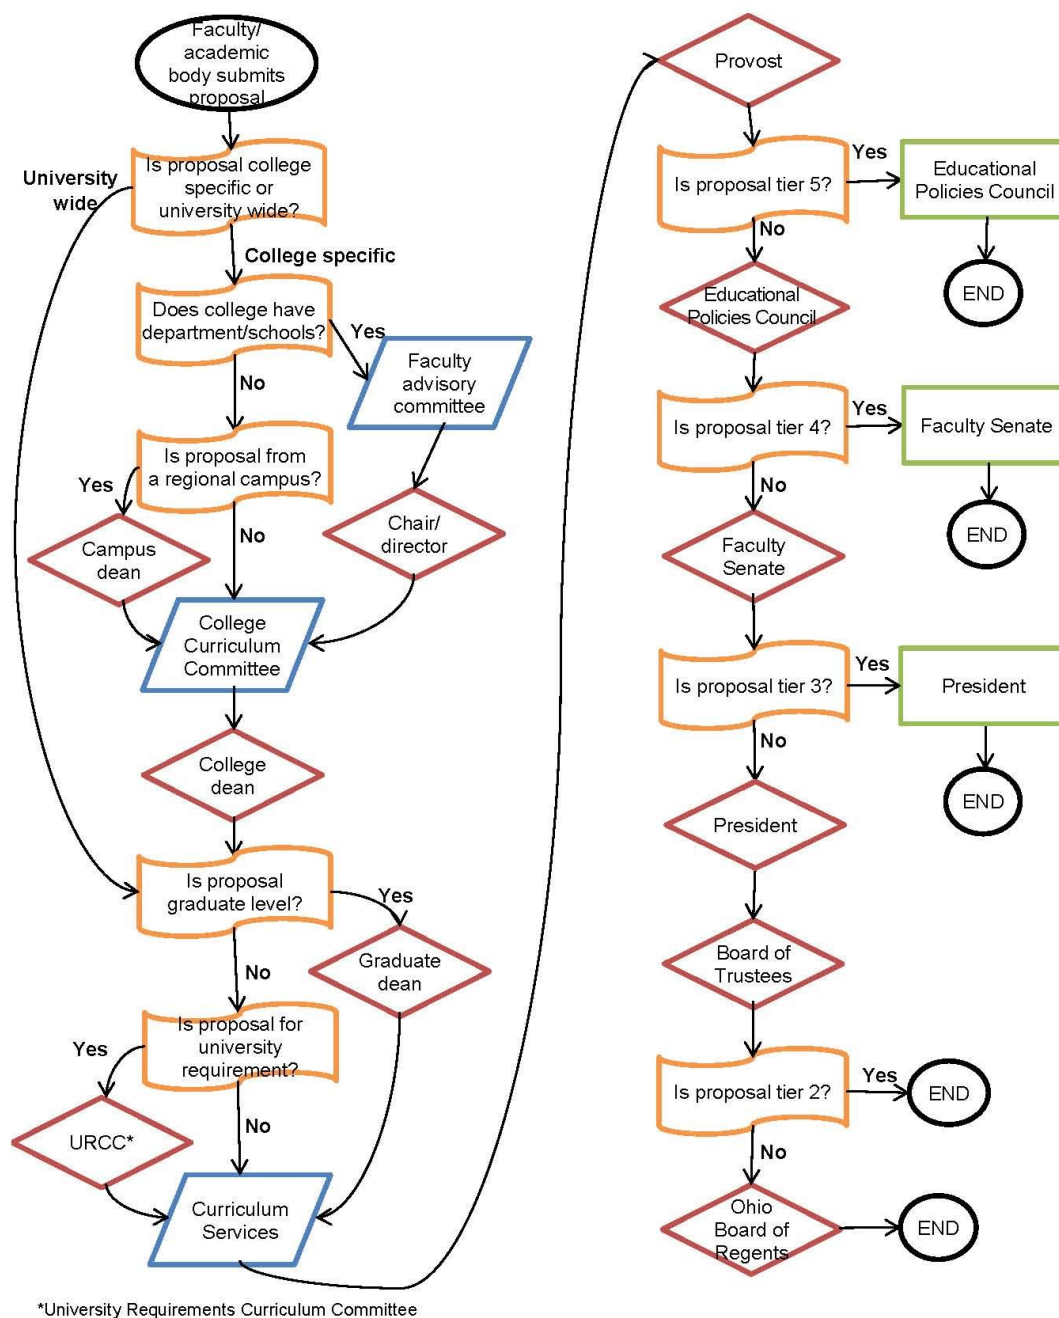 Faculty/
academic
body submits
proposal
Is proposal college
specific or
university wide?
University
wide
College specific
Does college have
department/schools?
Yes
Faculty
advisory
committee
No
Is proposal from
a regional campus?
Yes
No
Campus
dean
Chair/
director
College
Curriculum
Committee
College
dean
Is proposal
graduate level?
Yes
Graduate
dean
No
Is proposal for
university
requirement?
Yes
No
URCC*
Curriculum
Services
*University Requirements Curriculum Committee
Provost
Is proposal tier 5?
Yes
Educational
Policies Council
END
No
Educational
Policies Council
Is proposal tier 4?
Yes
Faculty Senate
END
No
Faculty
Senate
Is proposal tier 3?
Yes
President
END
No
President
Board of
Trustees
Is proposal tier 2?
Yes
END
No
Ohio
Board of
Regents
END